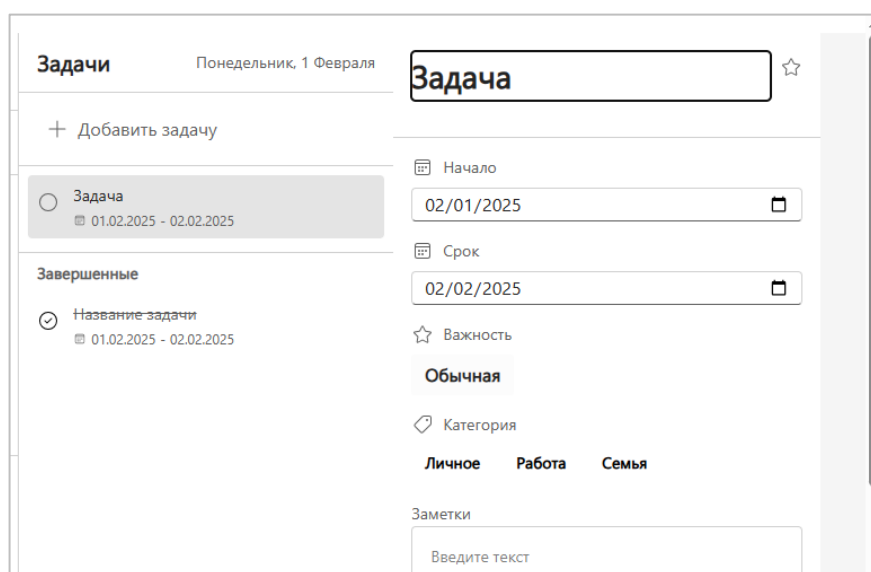 Задачи
Понедельник, 1 Февраля
Добавить задачу
Задача
01.02.2025 - 02.02.2025
Завершенные
Название задачи
01.02.2025 - 02.02.2025
Задача
Начало
02/01/2025
Срок
02/02/2025
Важность
Обычная
Категория
Личное Работа Семья
Заметки
Введите текст